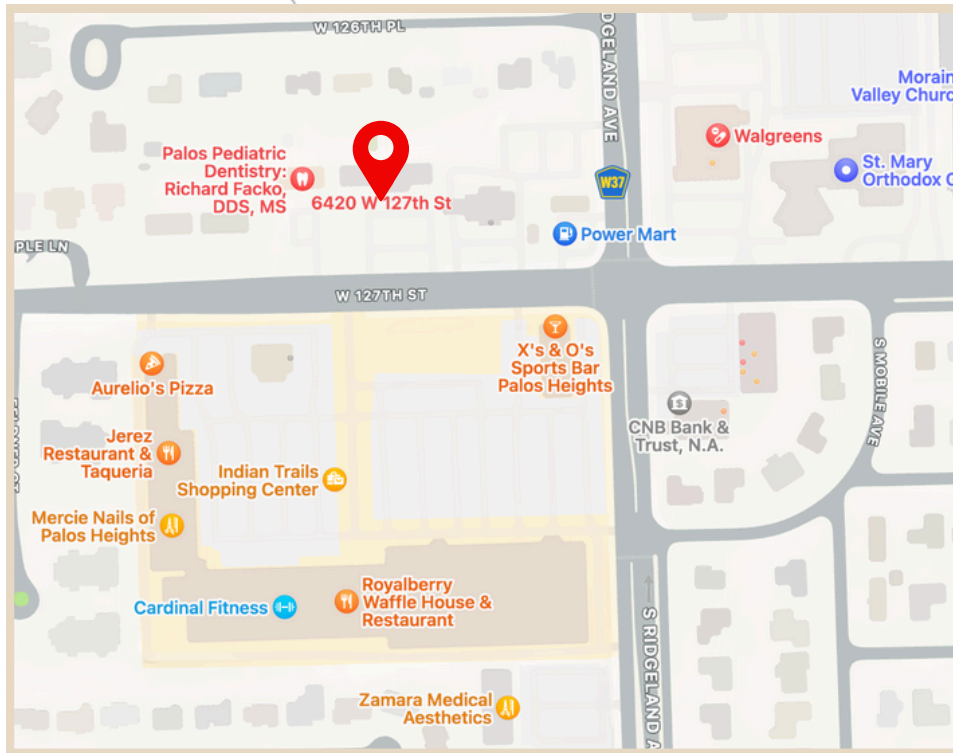 W 126TH PL
RIDGELAND AVE
Walgreens
Valley
St. Mary
Orthodox
Palos Pediatric
Dentistry:
Richard Facko,
DDS, MS
6420 W 127th St
W37
Power Mart
PLE LN
W 127TH ST
X's & O's
Sports Bar
Palos Heights
Aurelio's Pizza
S MOBILE AVE
CNB Bank &
Trust, N.A.
Jerez
Restaurant &
Taqueria
Indian Trails
Shopping Center
Mercie Nails of
Palos Heights
Cardinal Fitness
Royalberry
Waffle House &
Restaurant
S RIDGELAND A
Zamara Medical
Aesthetics